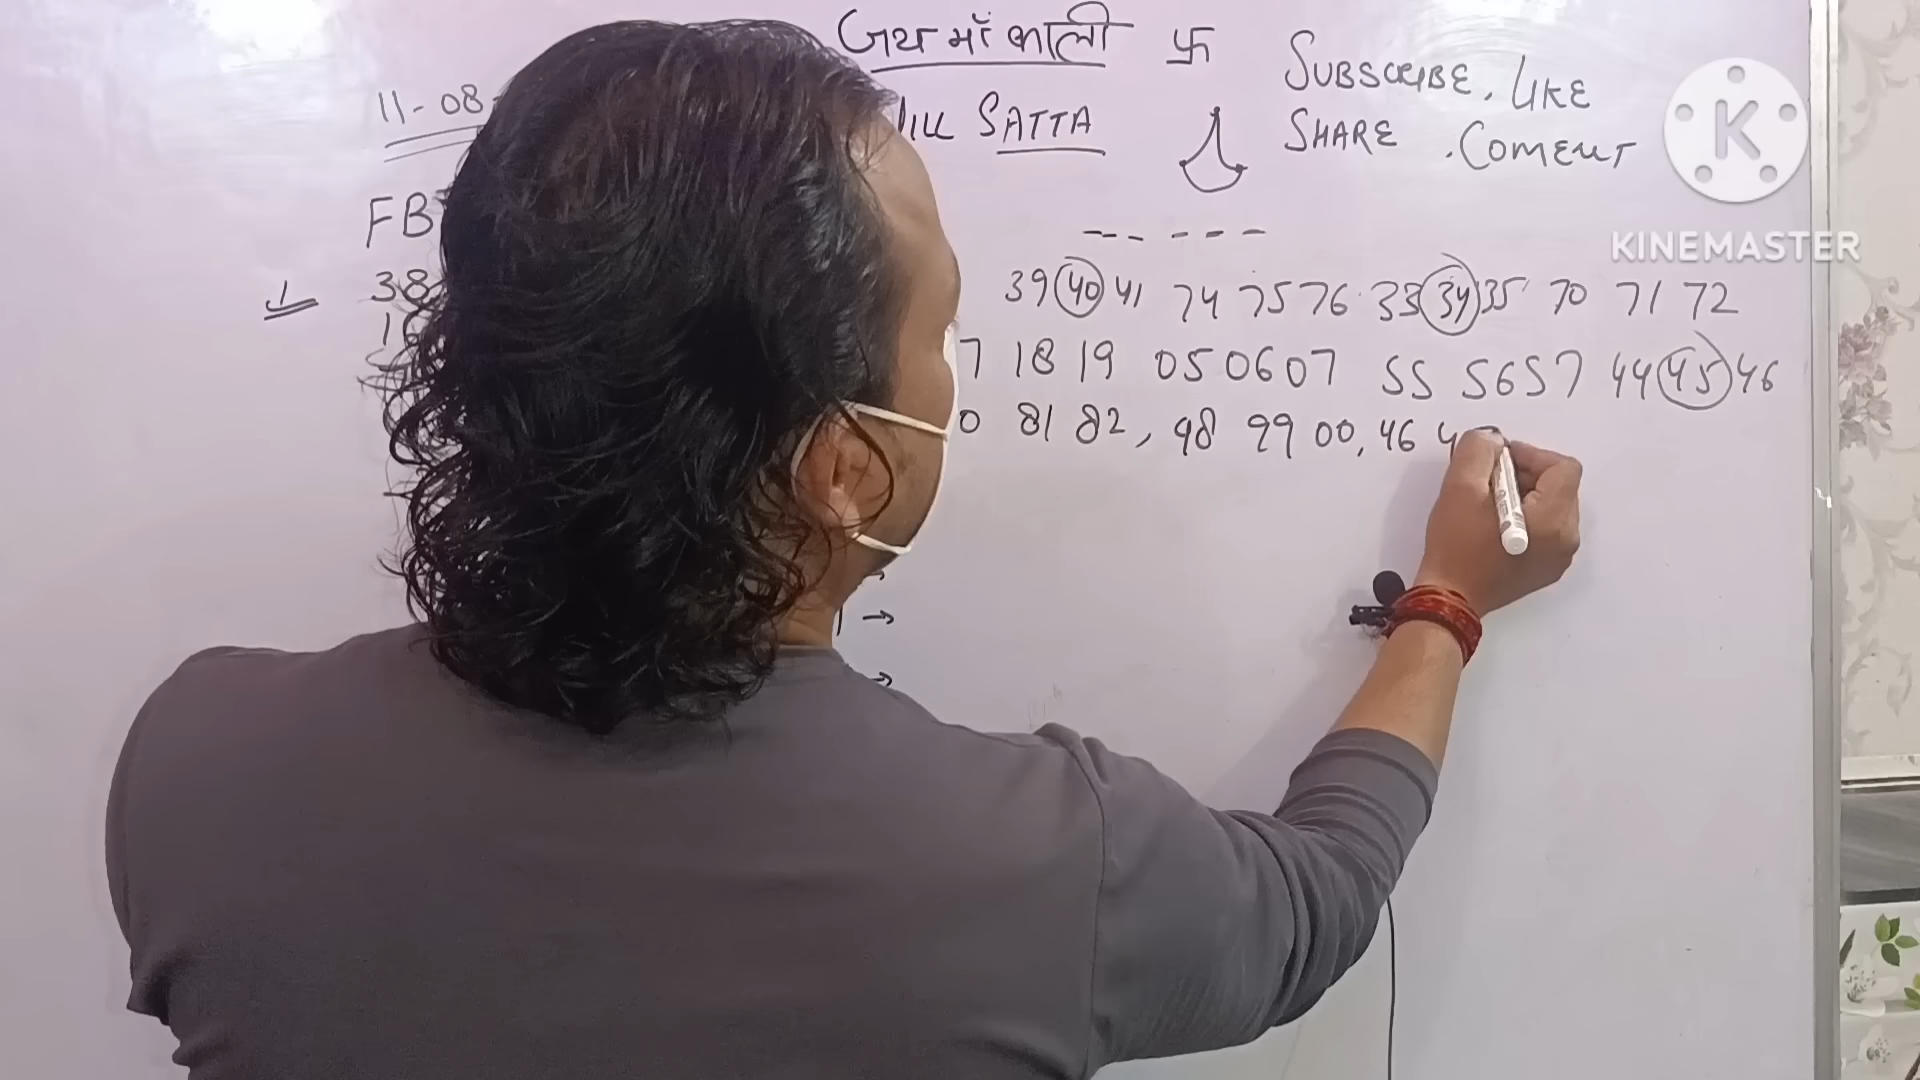 जय माँ काली 卐 SUBSCRIBE, LIKE
11-08
SATTA SHARE . COMENT
FB
KINEMASTER
38 39 40 41 74 75 76 33 34 35 70 71 72
7 18 19 05 06 07 55 56 57 44 45 46
0 81 82, 98 99 00, 46